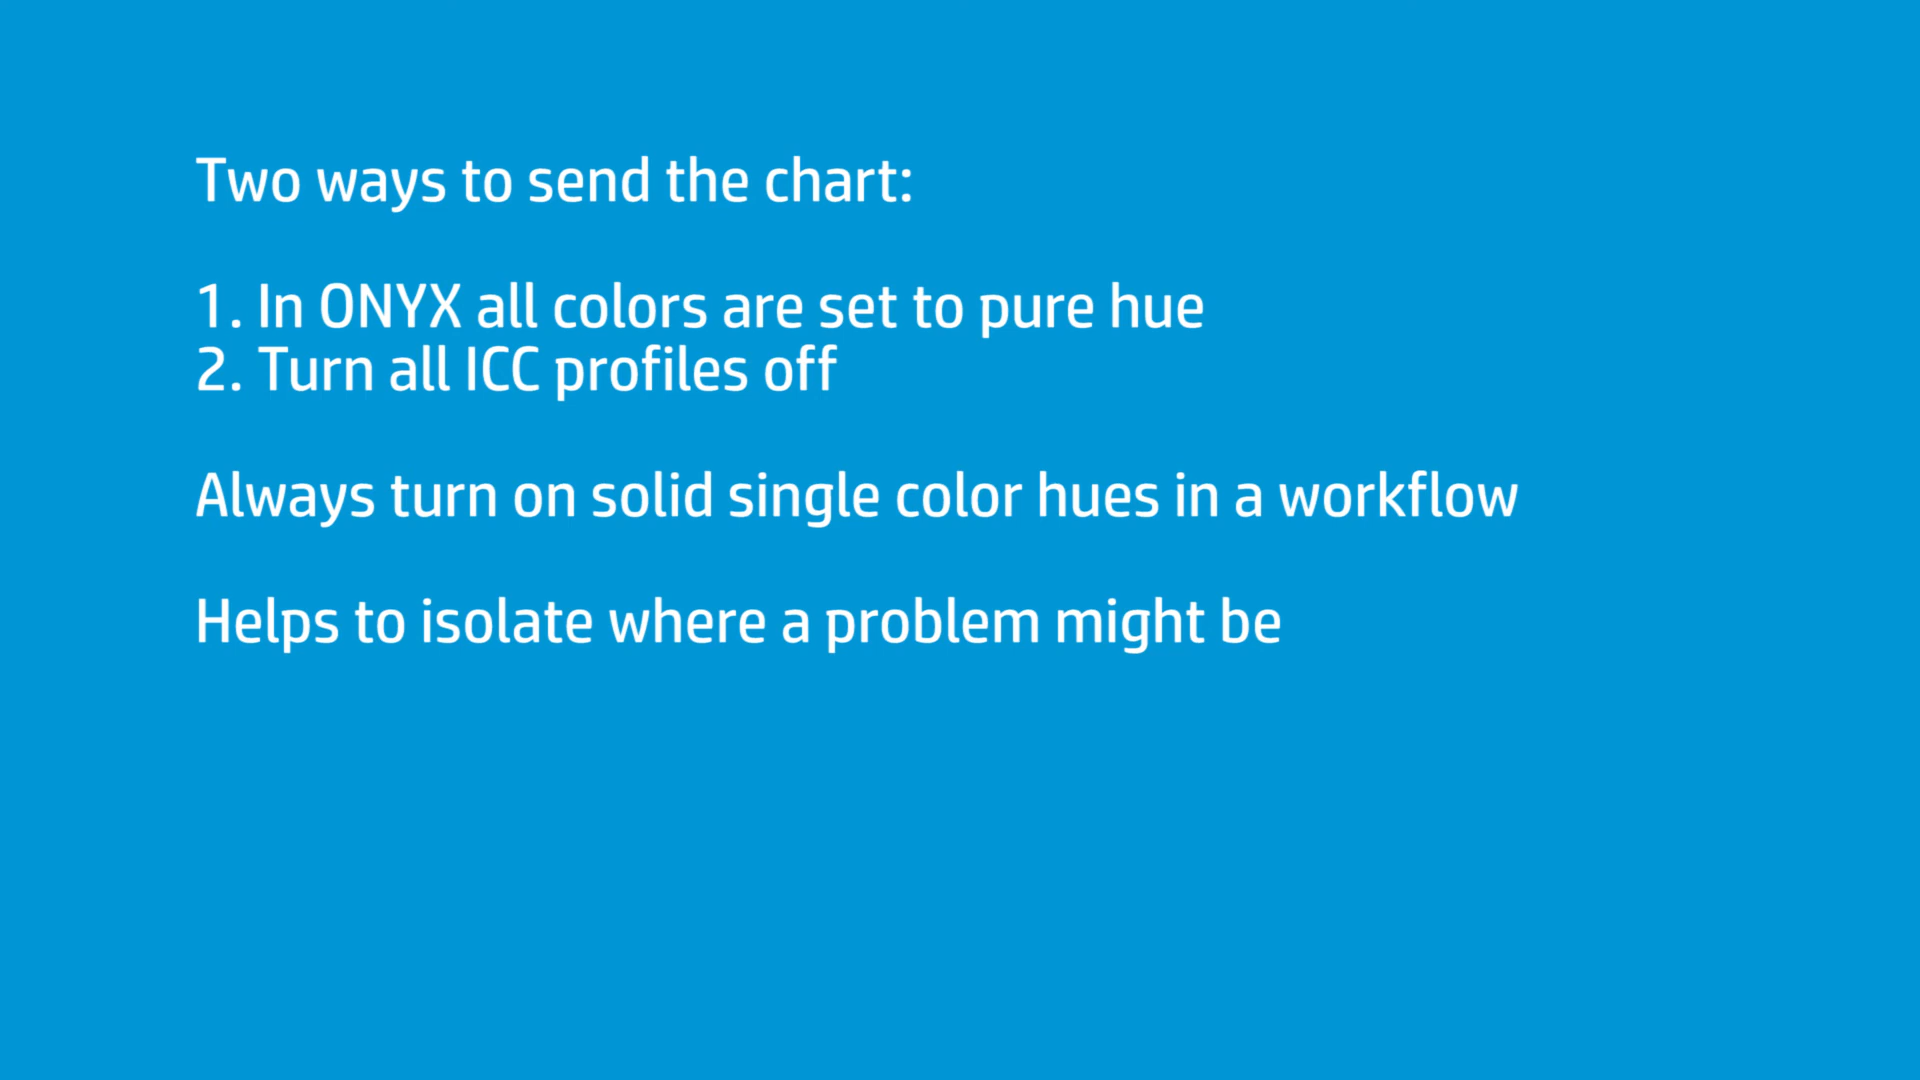 Two ways to send the chart:
1. In ONYX all colors are set to pure hue
2. Turn all ICC profiles off
Always turn on solid single color hues in a workflow
Helps to isolate where a problem might be